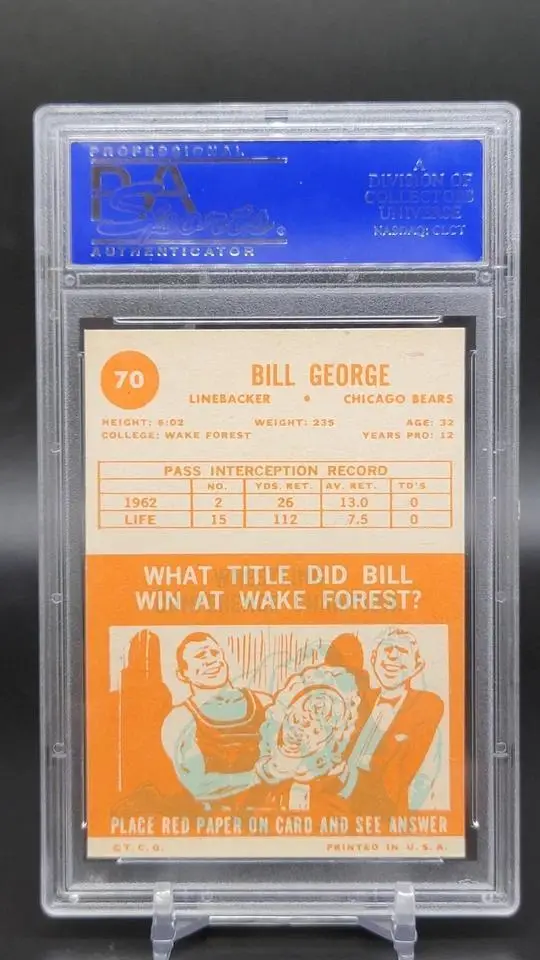 PROFESSIONAL
PSA
Sports
AUTHENTICATOR
A
DIVISION OF
COLLECTORS
UNIVERSE
NASDAQ: CLCT
70
BILL GEORGE
LINEBACKER • CHICAGO BEARS
HEIGHT: 6:02 WEIGHT: 235 AGE: 32
COLLEGE: WAKE FOREST YEARS PRO: 12
PASS INTERCEPTION RECORD
NO. YDS. RET. AV. RET. TD'S
1962 2 26 13.0 0
LIFE 15 112 7.5 0
WHAT TITLE DID BILL
WIN AT WAKE FOREST?
PLACE RED PAPER ON CARD AND SEE ANSWER
©T.C.G. PRINTED IN U.S.A.